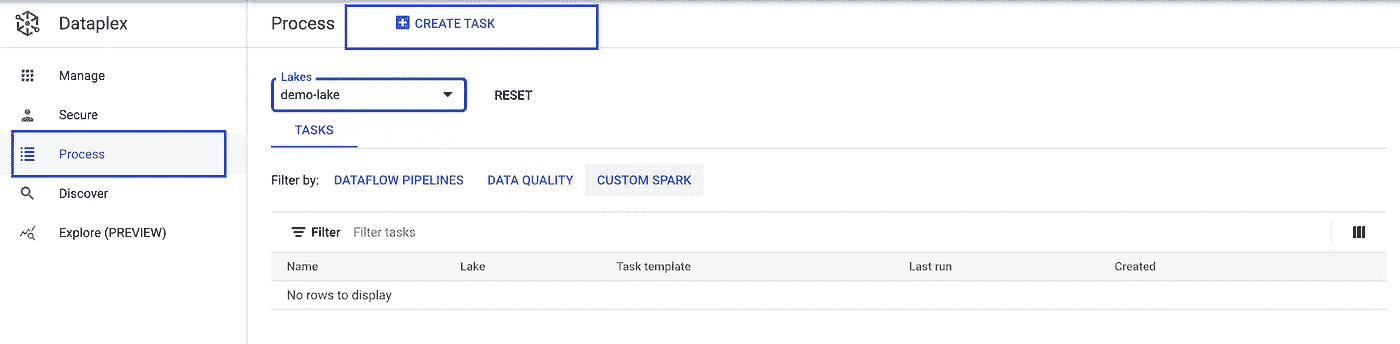 Dataplex
Manage
Secure
Process
Discover
Explore (PREVIEW)
Process CREATE TASK
Lakes
demo-lake RESET
TASKS
Filter by: DATAFLOW PIPELINES DATA QUALITY CUSTOM SPARK
Filter Filter tasks
Name Lake Task template Last run Created
No rows to display